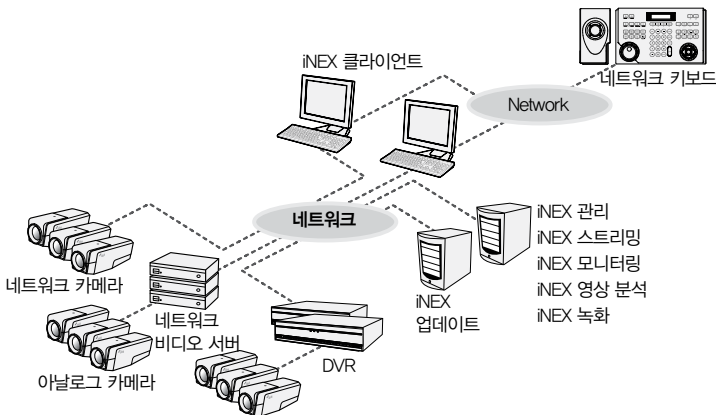 네트워크 키보드
iNEX 클라이언트
Network
네트워크
iNEX 관리
iNEX 스트리밍
iNEX 모니터링
iNEX 영상 분석
iNEX 녹화
iNEX
업데이트
네트워크 카메라
네트워크
비디오 서버
DVR
아날로그 카메라